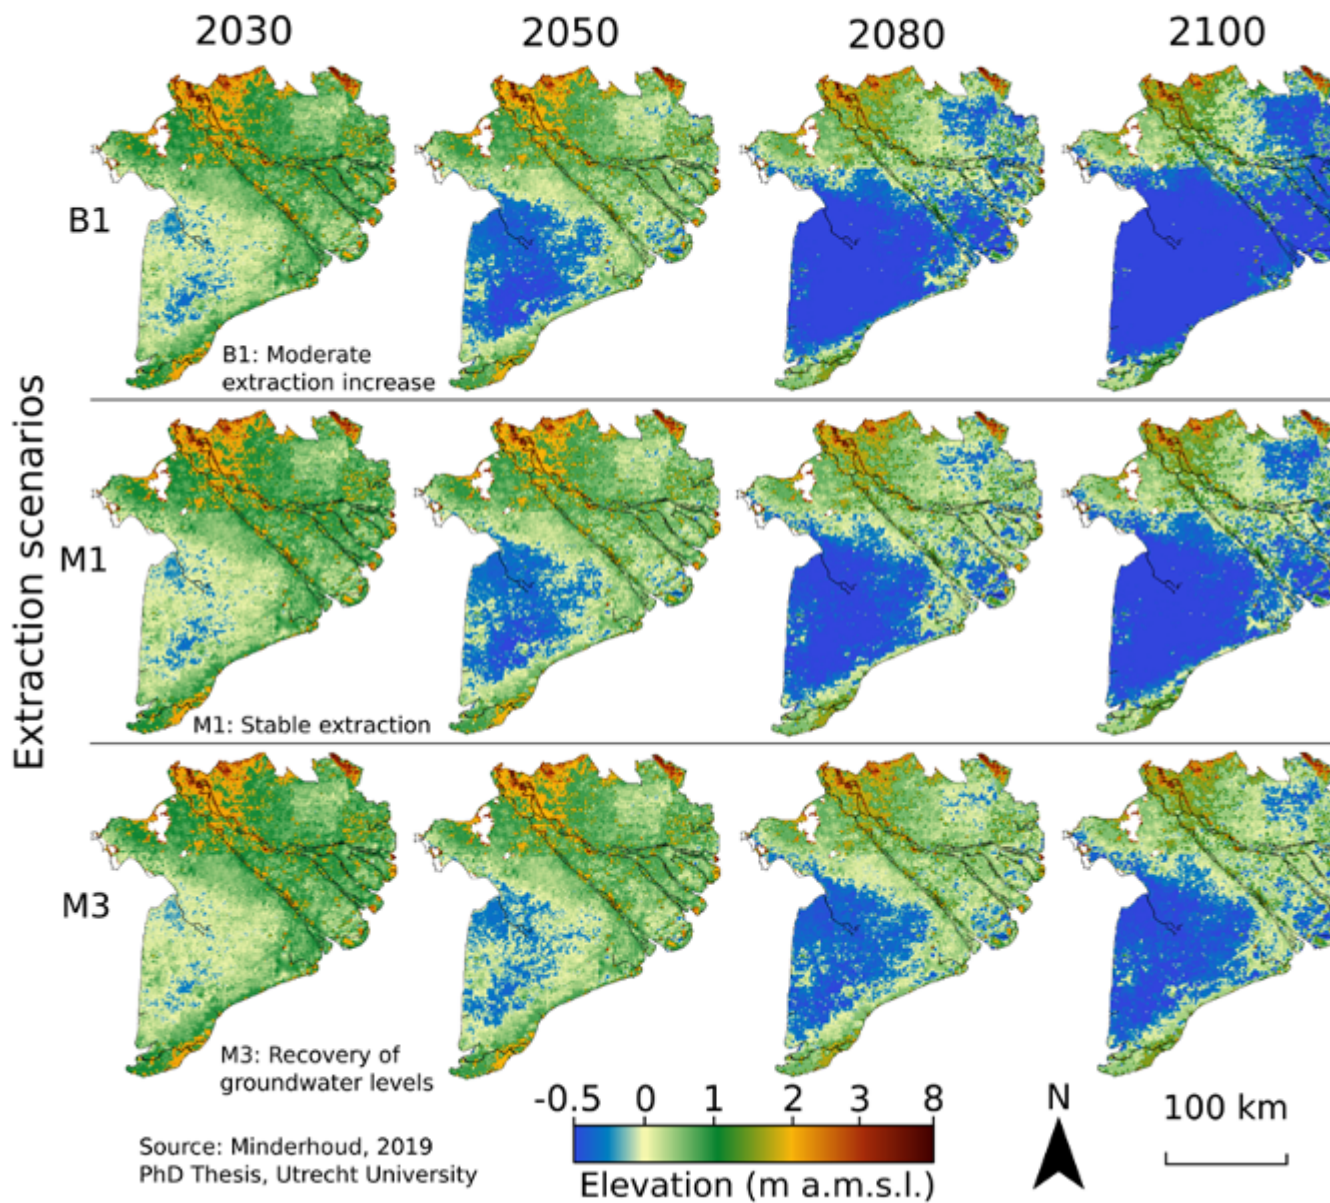 2030 2050 2080 2100
B1
B1: Moderate
extraction increase
Extraction scenarios
M1
M1: Stable extraction
M3
M3: Recovery of
groundwater levels
-0.5 0 1 2 3 8
Elevation (m a.m.s.l.)
N
100 km
Source: Minderhoud, 2019
PhD Thesis, Utrecht University